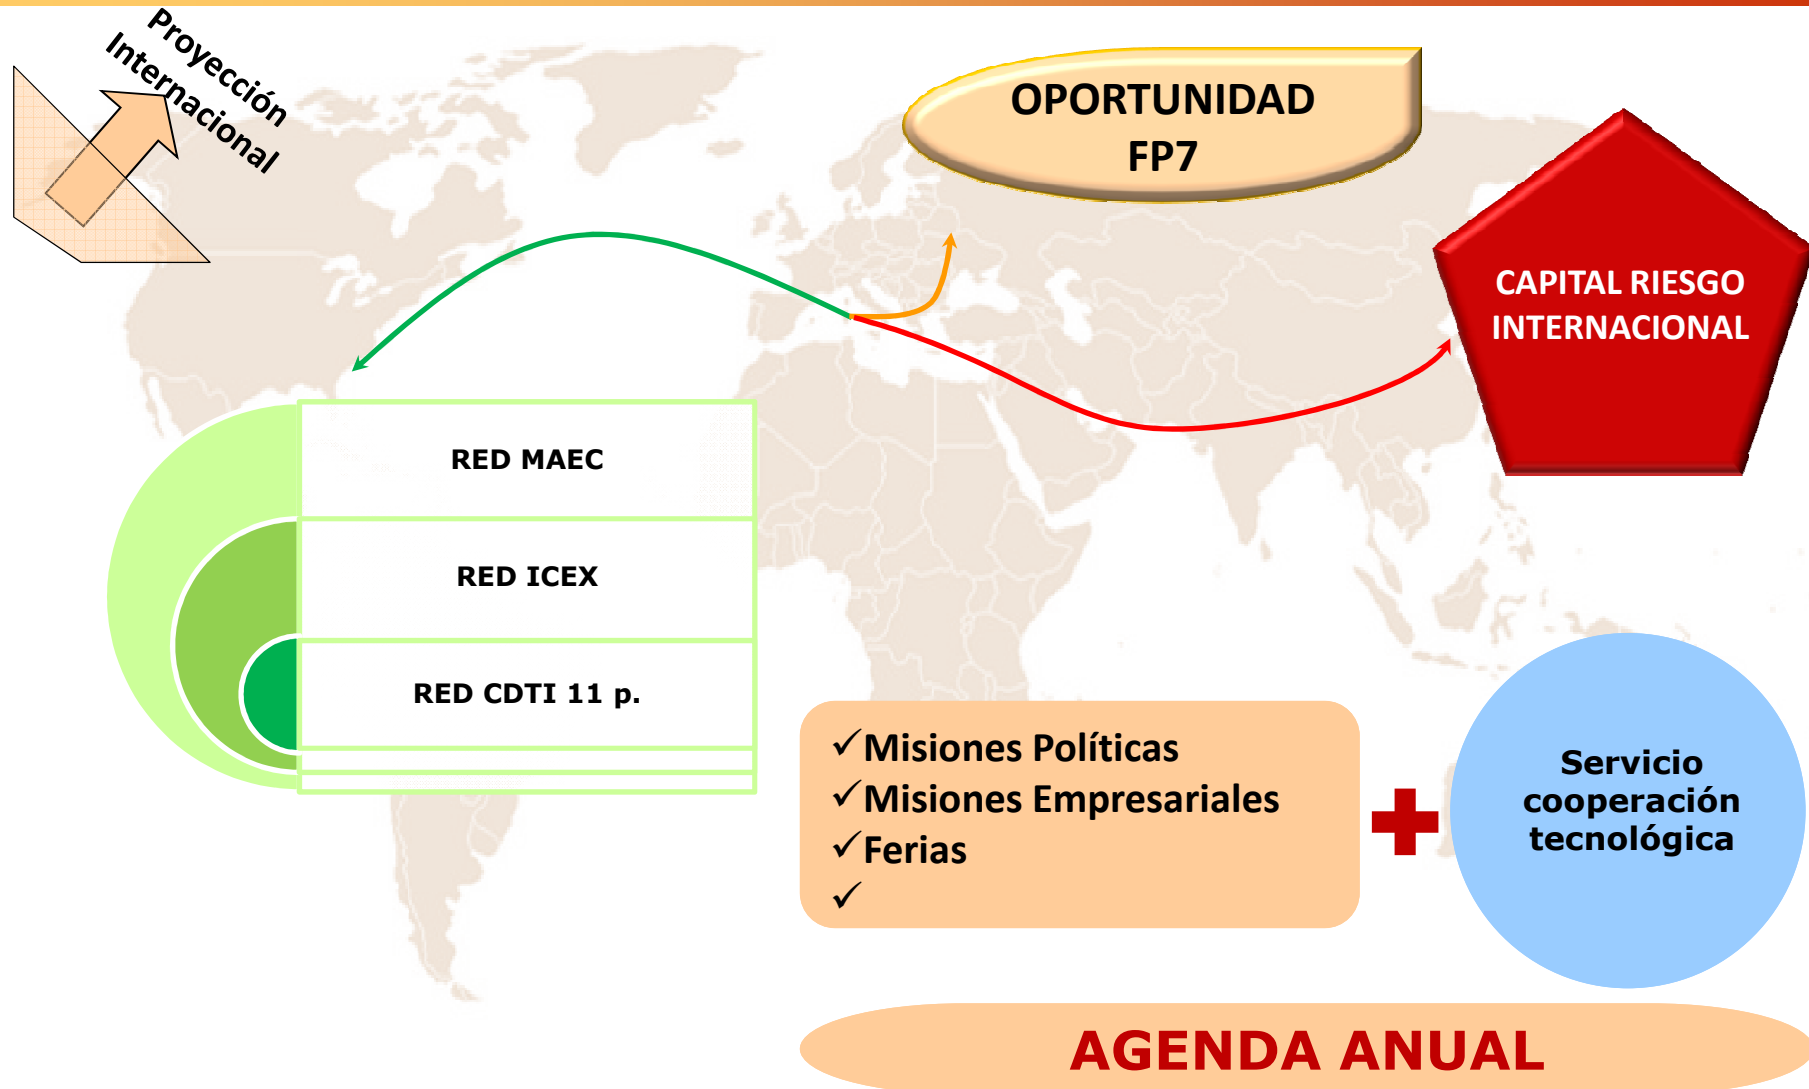 Proyección
Internacional
OPORTUNIDAD
FP7
CAPITAL RIESGO
INTERNACIONAL
RED MAEC
RED ICEX
RED CDTI 11 p.
✓Misiones Políticas
✓Misiones Empresariales
✓Ferias
✓
Servicio
cooperación
tecnológica
AGENDA ANUAL